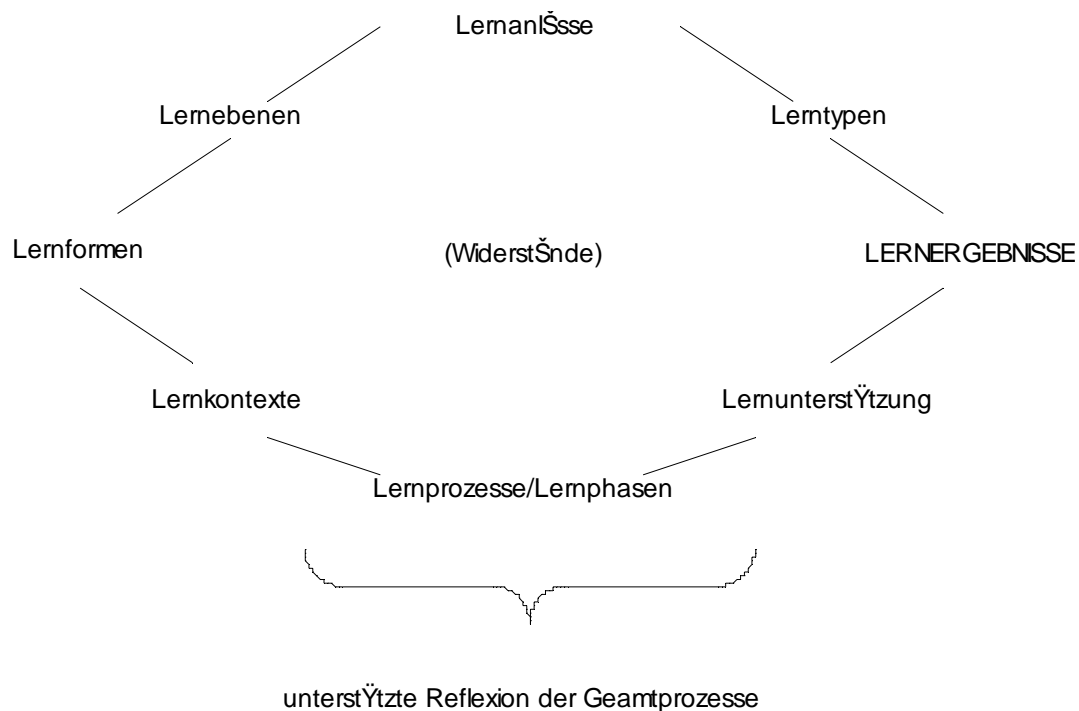 LernanlŠsse
Lernebenen
Lerntypen
Lernformen
(WiderstŠnde)
LERNERGEBNISSE
Lernkontexte
LernunterstŸtzung
Lernprozesse/Lernphasen
unterstŸtzte Reflexion der Geamtprozesse